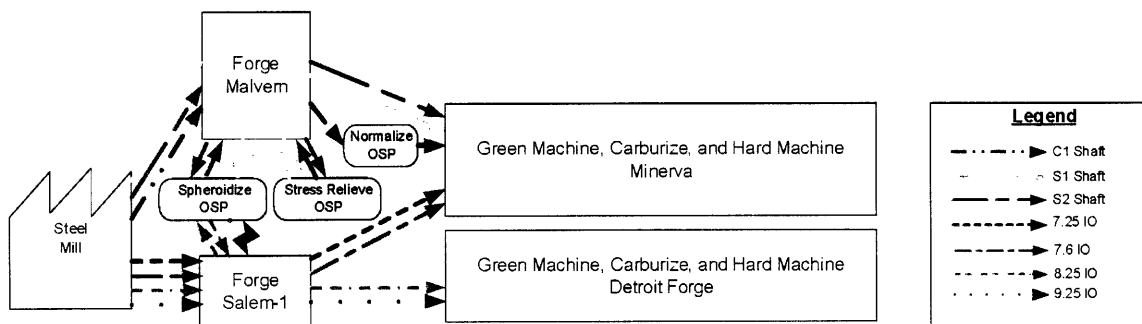 Forge
Malvern
Normalize
OSP
Green Machine, Carburize, and Hard Machine
Minerva
Spheroidize
OSP
Stress Relieve
OSP
Steel
Mill
Forge
Salem-1
Green Machine, Carburize, and Hard Machine
Detroit Forge
Legend
C1 Shaft
S1 Shaft
S2 Shaft
7.25 IO
7.6 IO
8.25 IO
9.25 IO